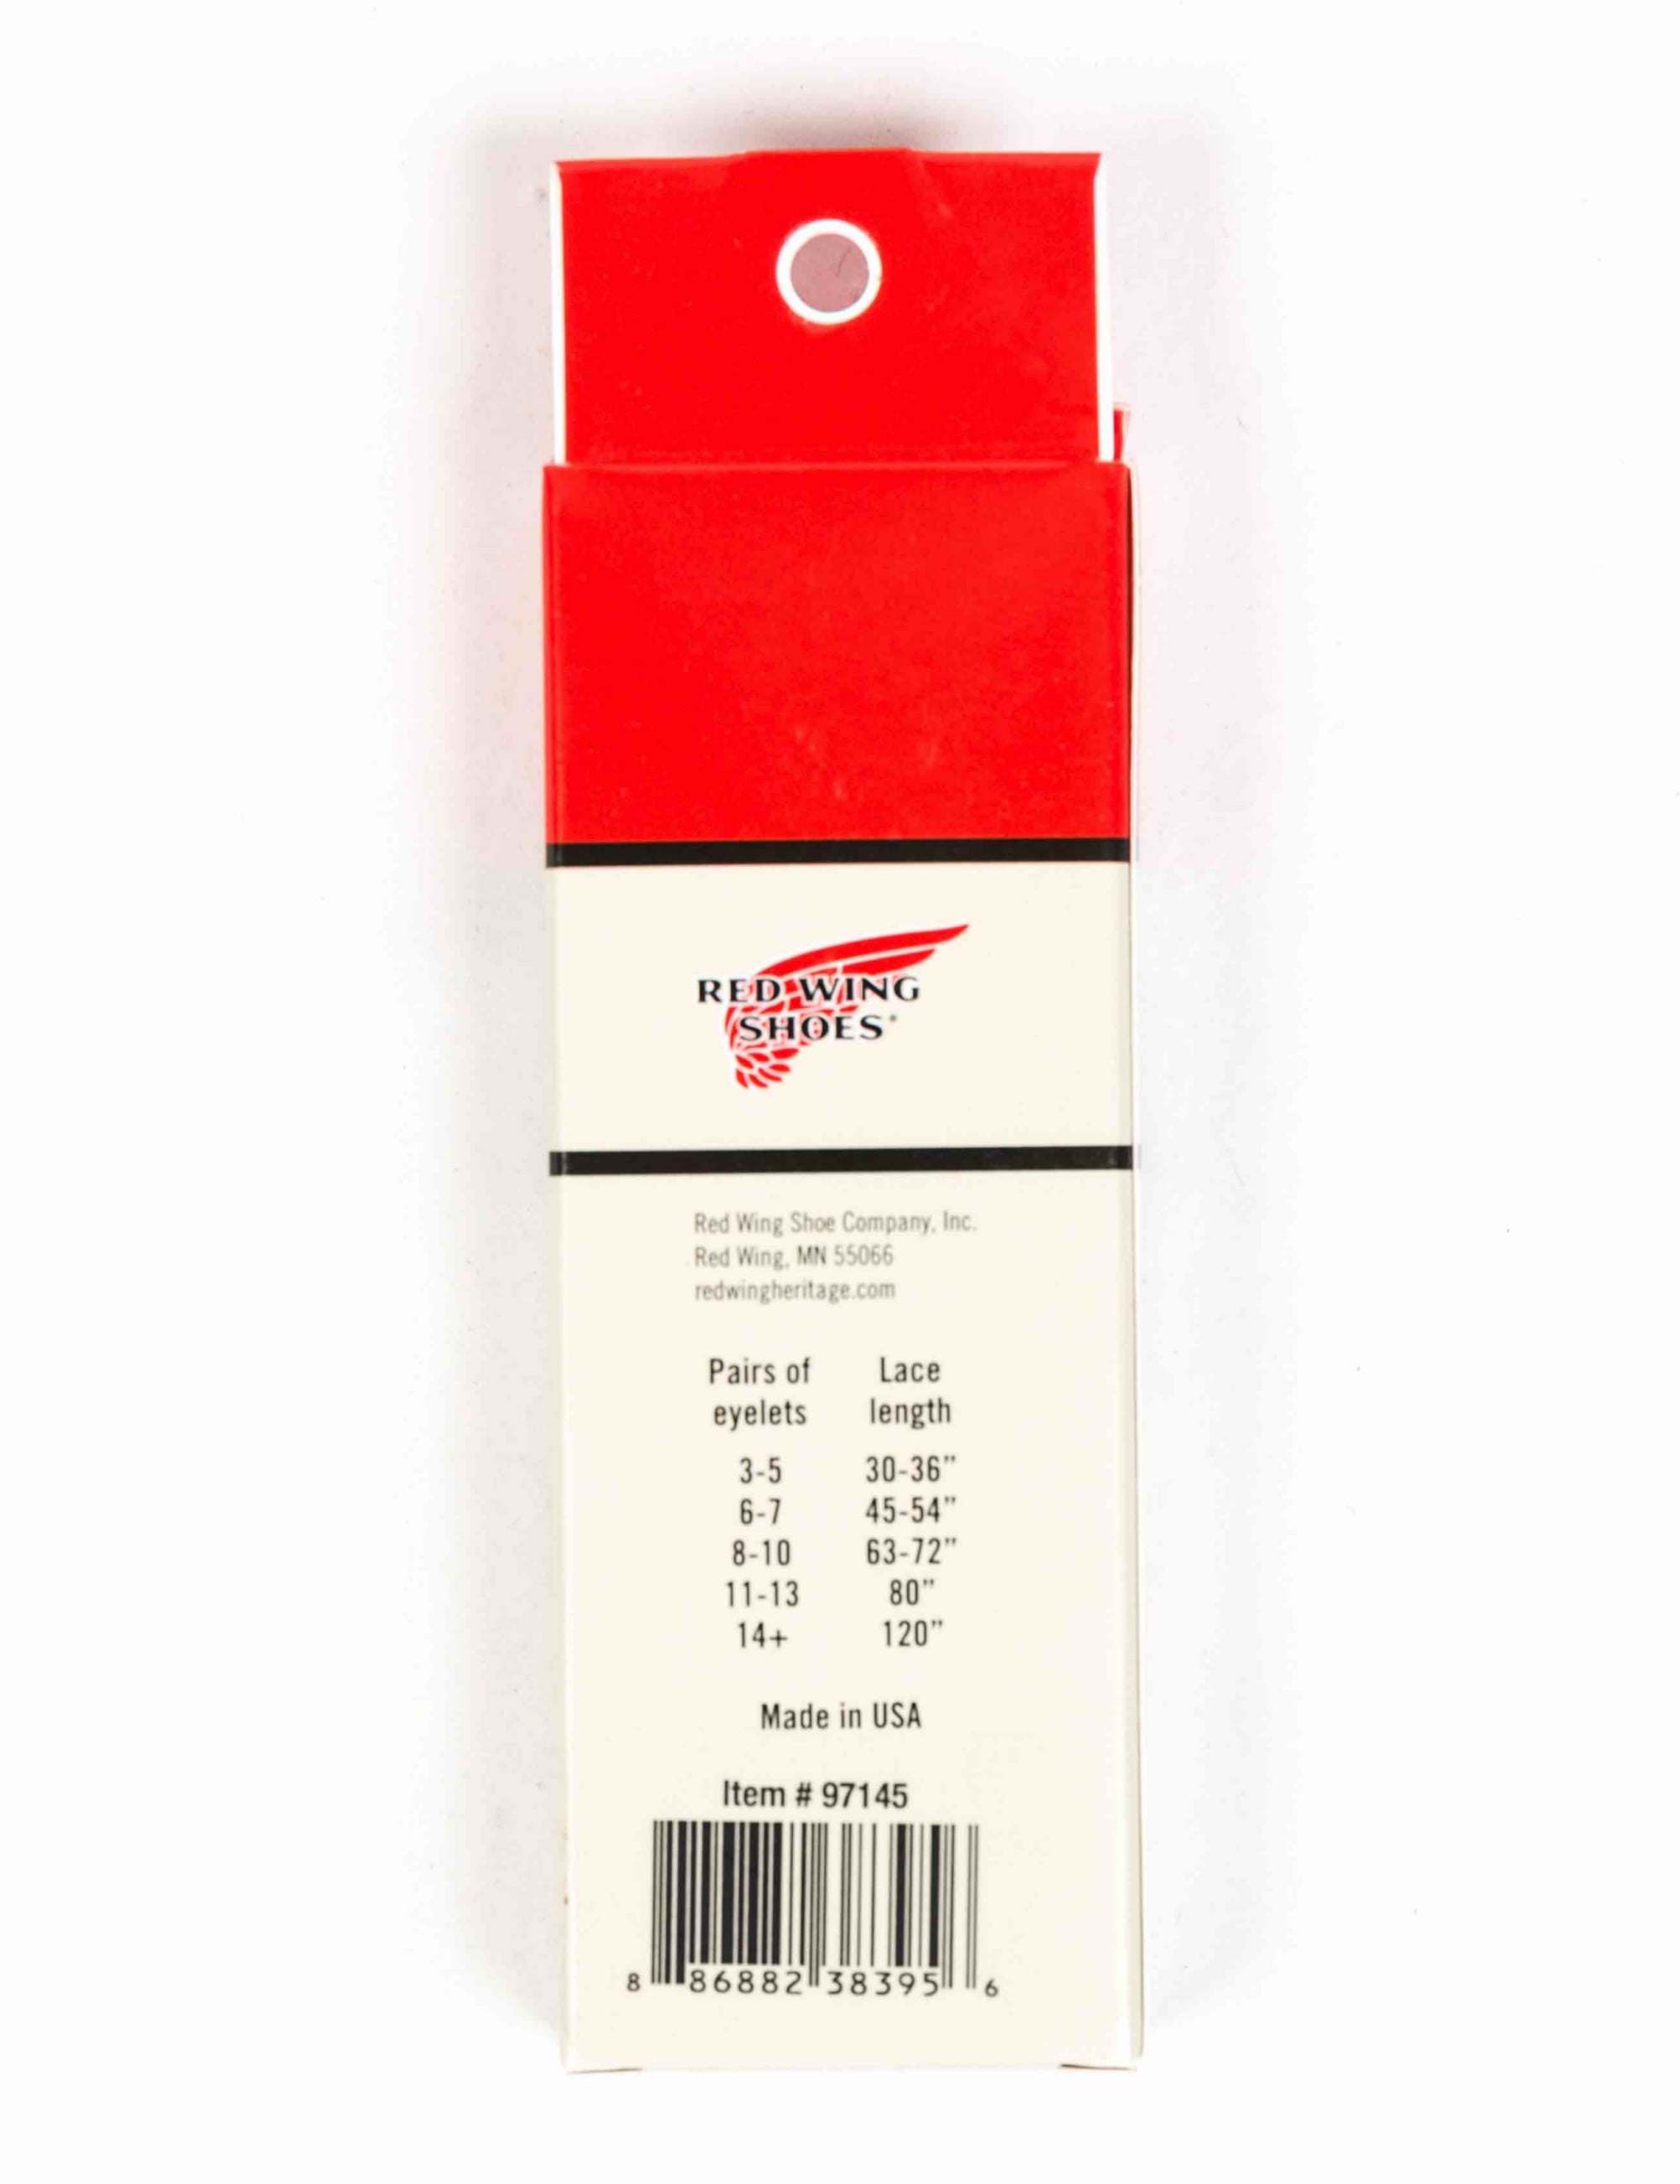 RED WING
SHOES®
Red Wing Shoe Company, Inc.
Red Wing, MN 55066
redwingheritage.com
Pairs of eyelets Lace length
3-5 30-36”
6-7 45-54”
8-10 63-72”
11-13 80”
14+ 120”
Made in USA
Item # 97145
8 86882 38395 6